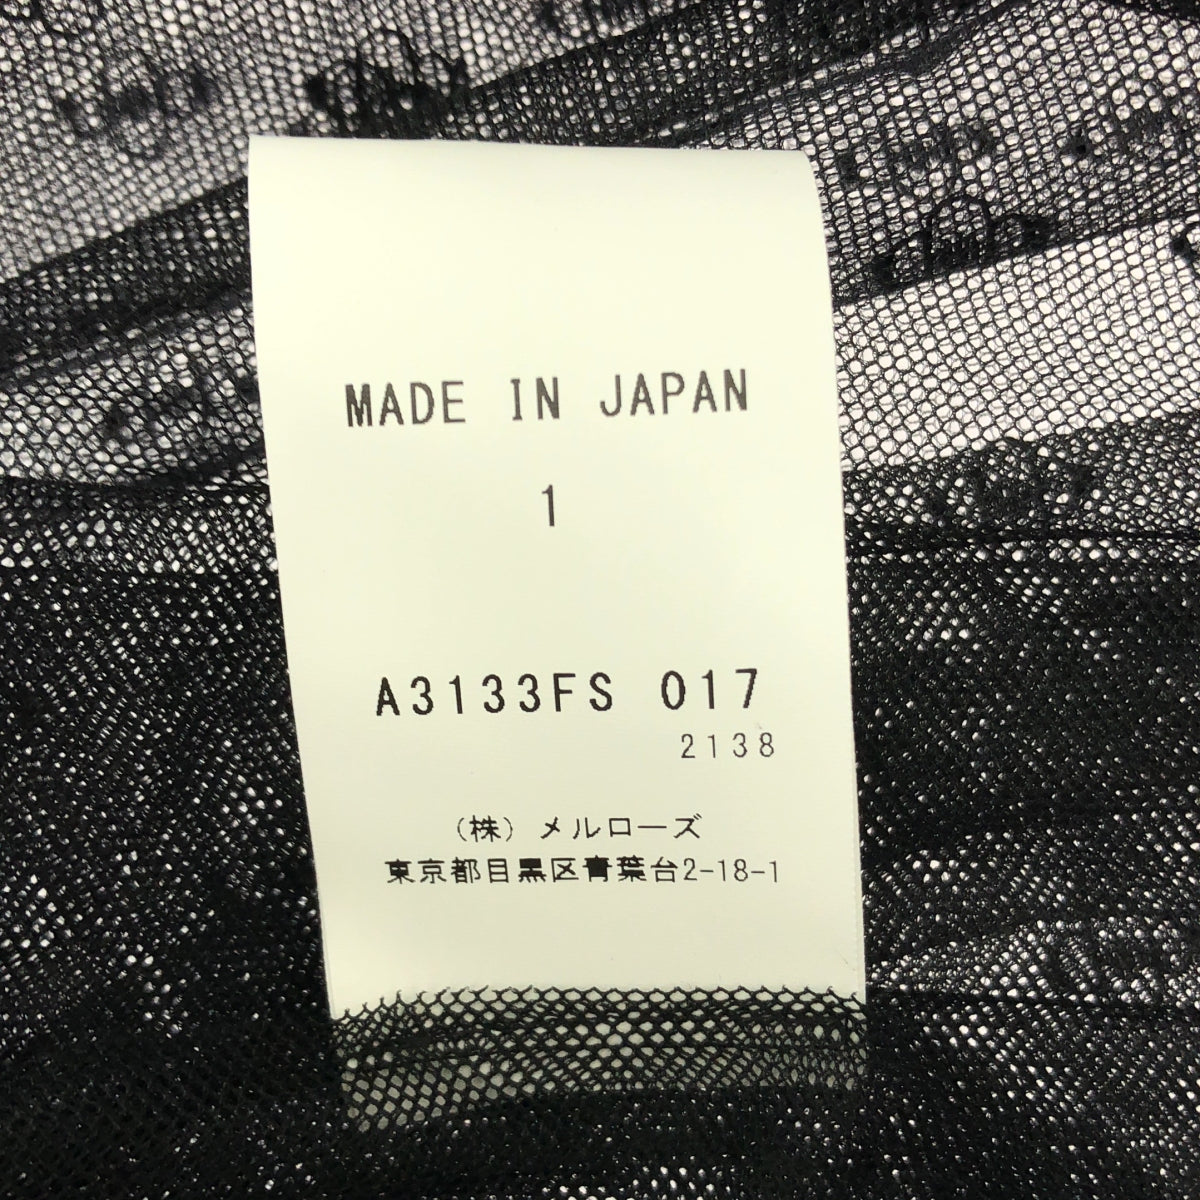 MADE IN JAPAN
1
A3133FS 017
2138
(株)メルローズ
東京都目黒区青葉台2-18-1